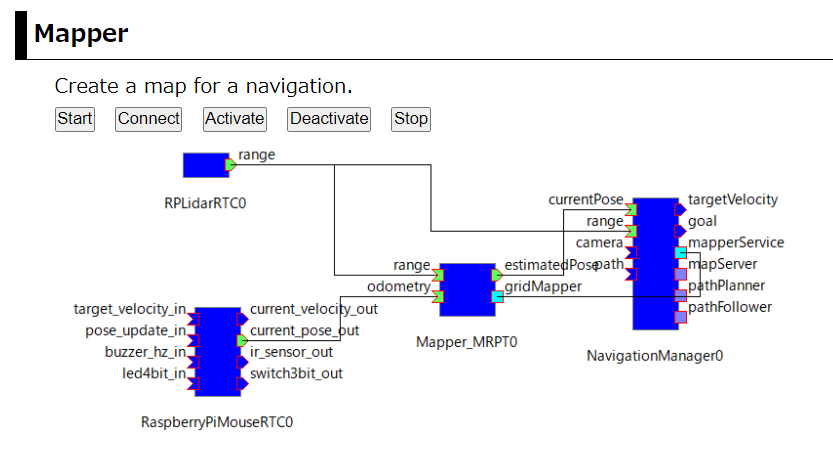 Mapper
Create a map for a navigation.
Start Connect Activate Deactivate Stop
range
RPLidarRTC0
currentPose targetVelocity
range goal
camera mapperService
path mapServer
pathPlanner
pathFollower
NavigationManager0
range estimatedPose
odometry gridMapper
Mapper_MRPT0
target_velocity_in current_velocity_out
pose_update_in current_pose_out
buzzer_hz_in ir_sensor_out
led4bit_in switch3bit_out
RaspberryPiMouseRTC0